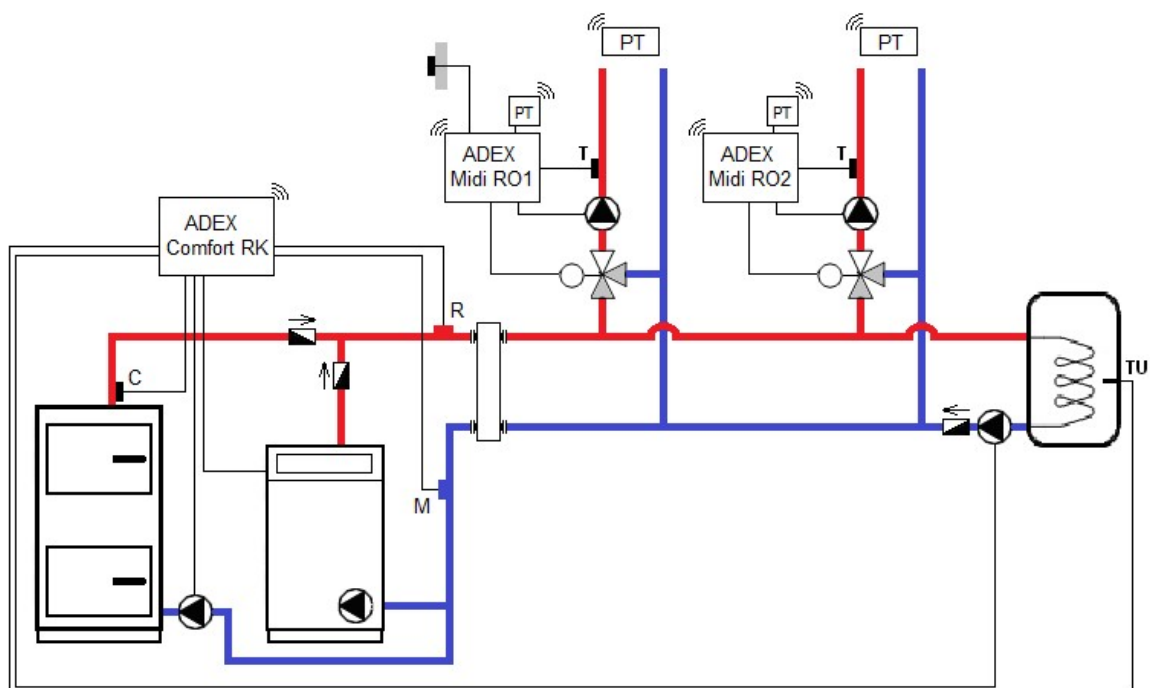 PT
PT
PT
PT
ADEX
Midi RO1
T
ADEX
Midi RO2
T
ADEX
Comfort RK
R
C
TU
M